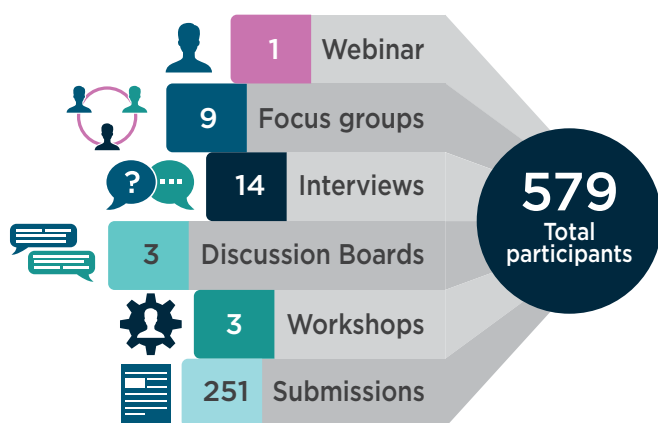 1 Webinar
9 Focus groups
? ... 14 Interviews
3 Discussion Boards
3 Workshops
251 Submissions
579
Total
participants